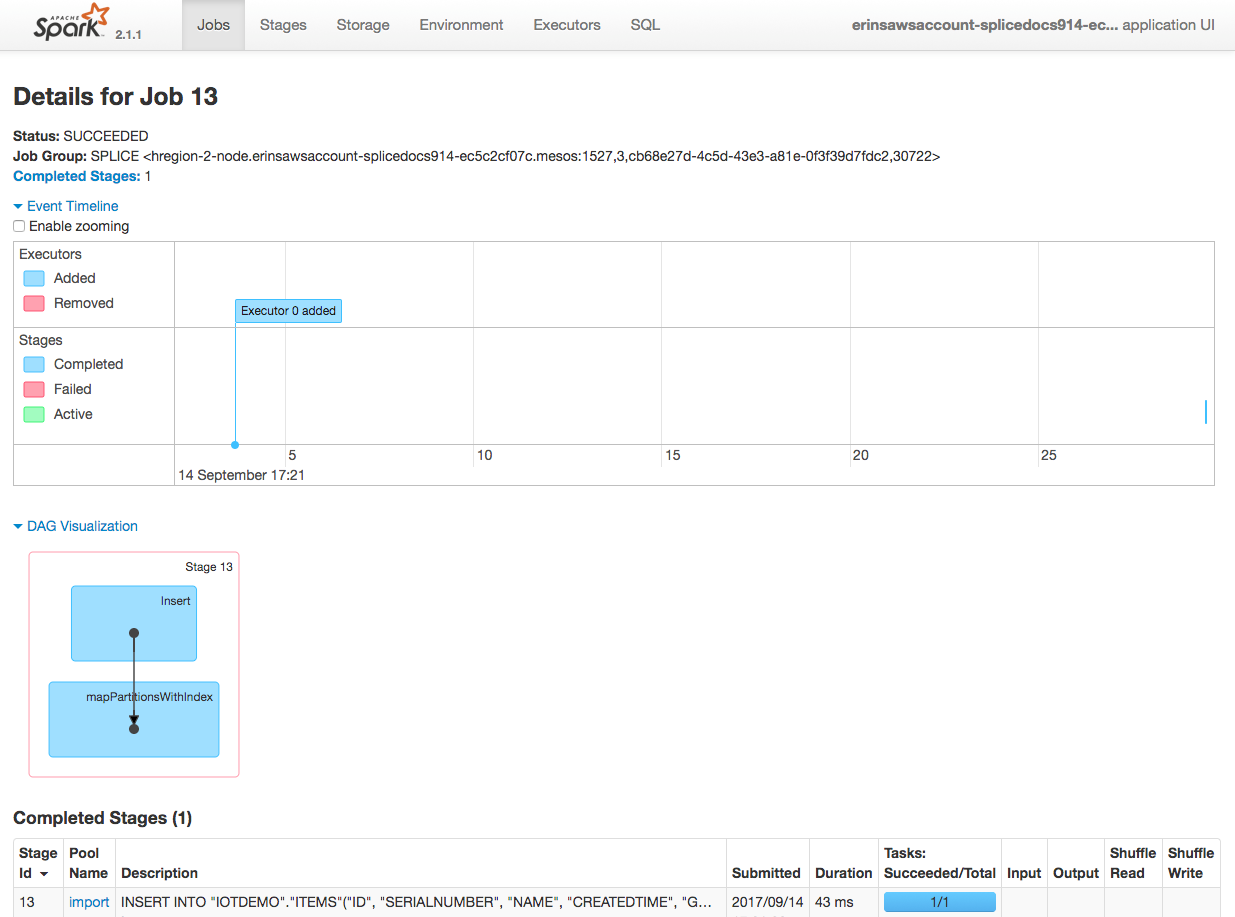 APACHE
Spark 2.1.1 Jobs Stages Storage Environment Executors SQL erinsawsaccount-splicedocs914-ec... application UI
Details for Job 13
Status: SUCCEEDED
Job Group: SPLICE <hregion-2-node.erinsawsaccount-splicedocs914-ec5c2cf07c.mesos:1527,3,cb68e27d-4c5d-43e3-a81e-0f3f39d7fdc2,30722>
Completed Stages: 1
Event Timeline
Enable zooming
Executors
Added
Removed
Executor 0 added
Stages
Completed
Failed
Active
5 10 15 20 25
14 September 17:21
DAG Visualization
Stage 13
Insert
mapPartitionsWithIndex
Completed Stages (1)
Stage Id Pool Name Description Submitted Duration Tasks: Succeeded/Total Input Output Shuffle Read Shuffle Write
13 import INSERT INTO "IOTDEMO"."ITEMS"("ID", "SERIALNUMBER", "NAME", "CREATEDTIME", "G... 2017/09/14 43 ms 1/1